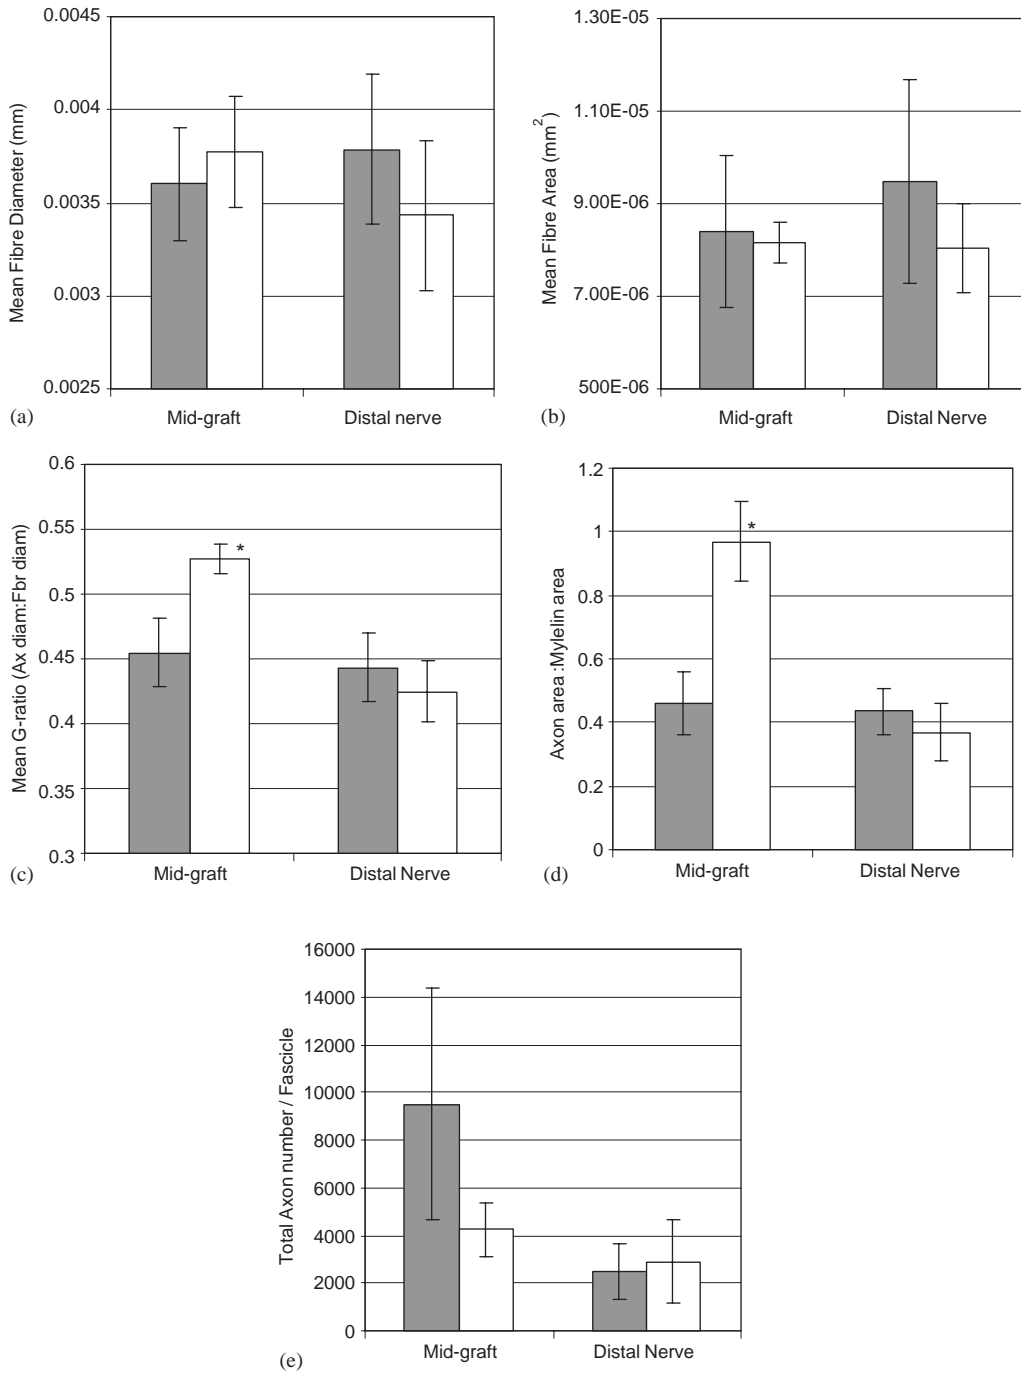 0.0045
0.004
0.0035
0.003
0.0025
Mean Fibre Diameter (mm)
Mid-graft
Distal nerve
(a)
1.30E-05
1.10E-05
9.00E-06
7.00E-06
500E-06
Mean Fibre Area (mm²)
Mid-graft
Distal Nerve
(b)
0.6
0.55
0.5
0.45
0.4
0.35
0.3
Mean G-ratio (Ax diam:Fbr diam)
*
Mid-graft
Distal Nerve
(c)
1.2
1
0.8
0.6
0.4
0.2
0
Axon area :Mylelin area
*
Mid-graft
Distal Nerve
(d)
16000
14000
12000
10000
8000
6000
4000
2000
0
Total Axon number / Fascicle
Mid-graft
Distal Nerve
(e)